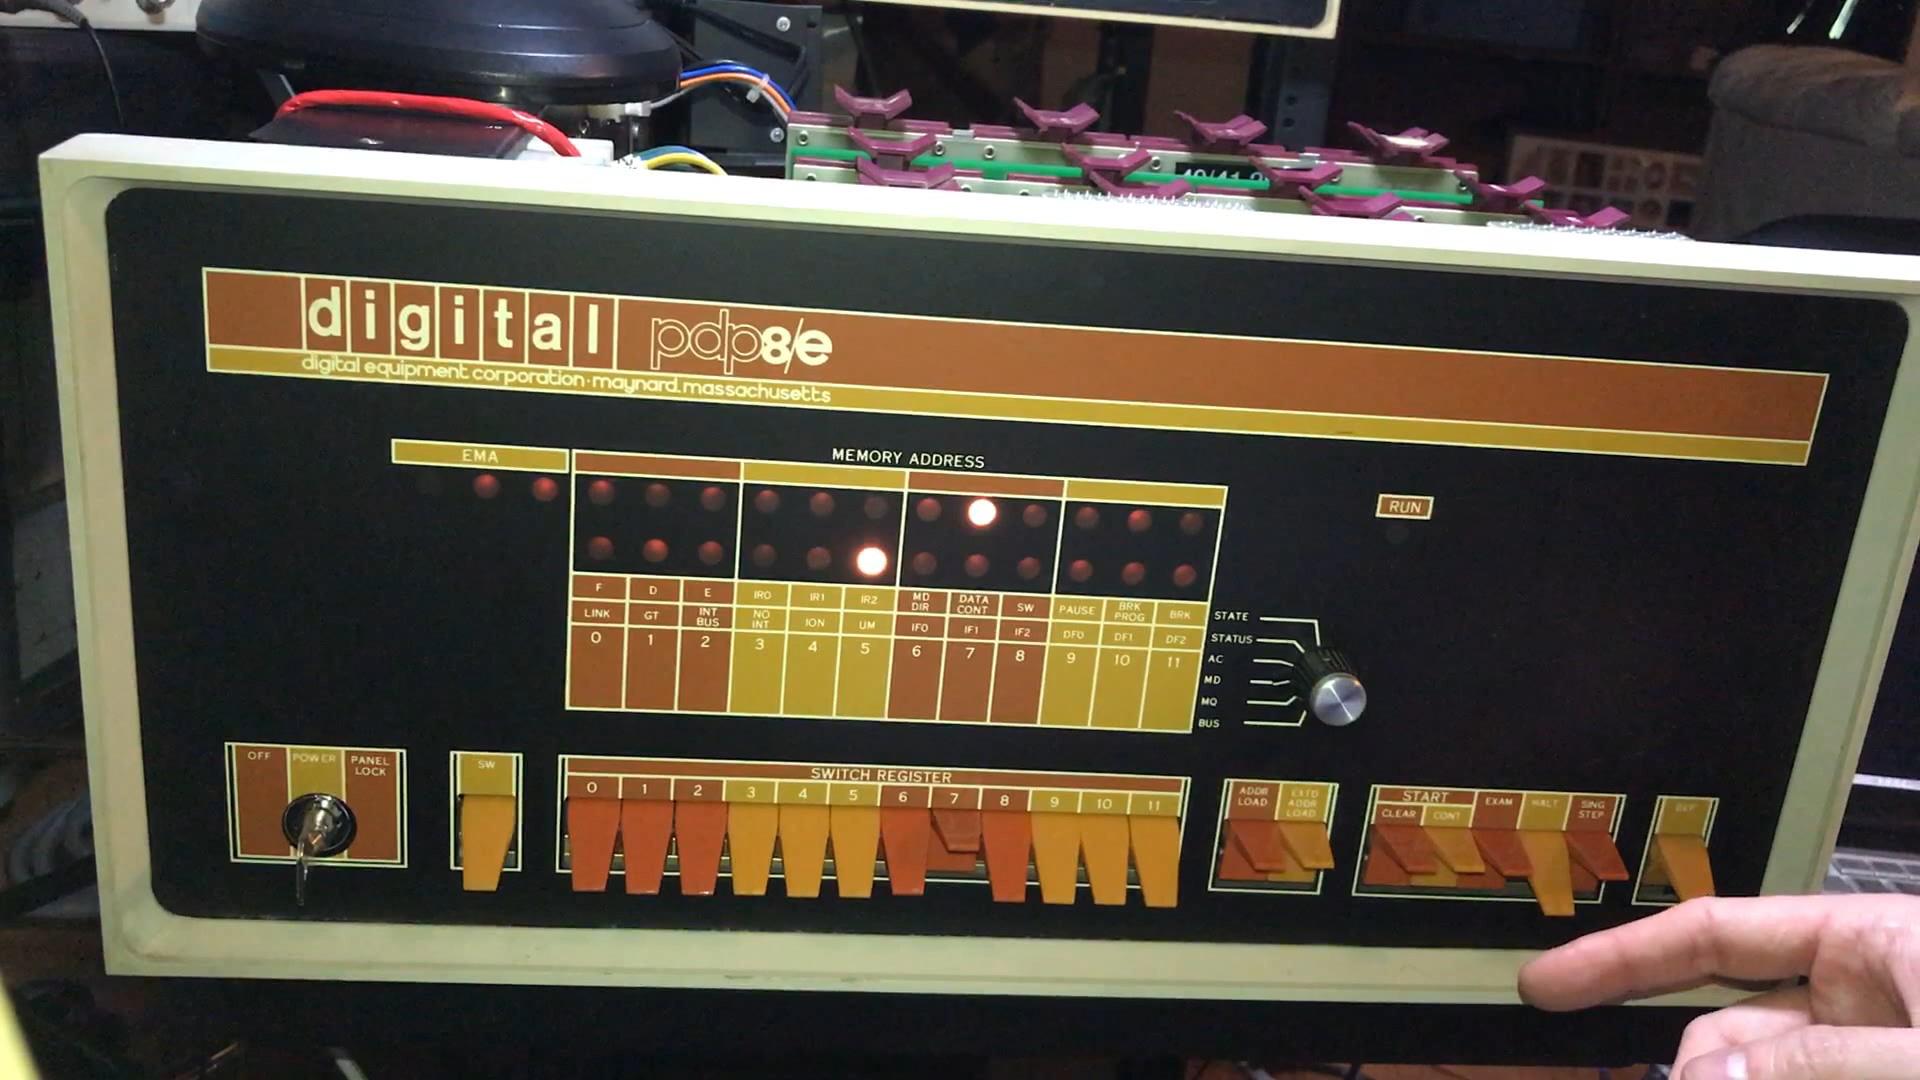 digital pdp8/e
digital equipment corporation · maynard. massachusetts
EMA
MEMORY ADDRESS
RUN
F D E IR0 IR1 IR2 MD DIR DATA CONT SW PAUSE BRK PROG BRK
LINK GT INT BUS NO INT ION UM IF0 IF1 IF2 DF0 DF1 DF2
0 1 2 3 4 5 6 7 8 9 10 11
STATE
STATUS
AC
MD
MQ
BUS
OFF POWER PANEL LOCK
SW
SWITCH REGISTER
0 1 2 3 4 5 6 7 8 9 10 11
ADDR LOAD
EXTD ADDR LOAD
START
CLEAR CONT EXAM HALT SING STEP
DEP